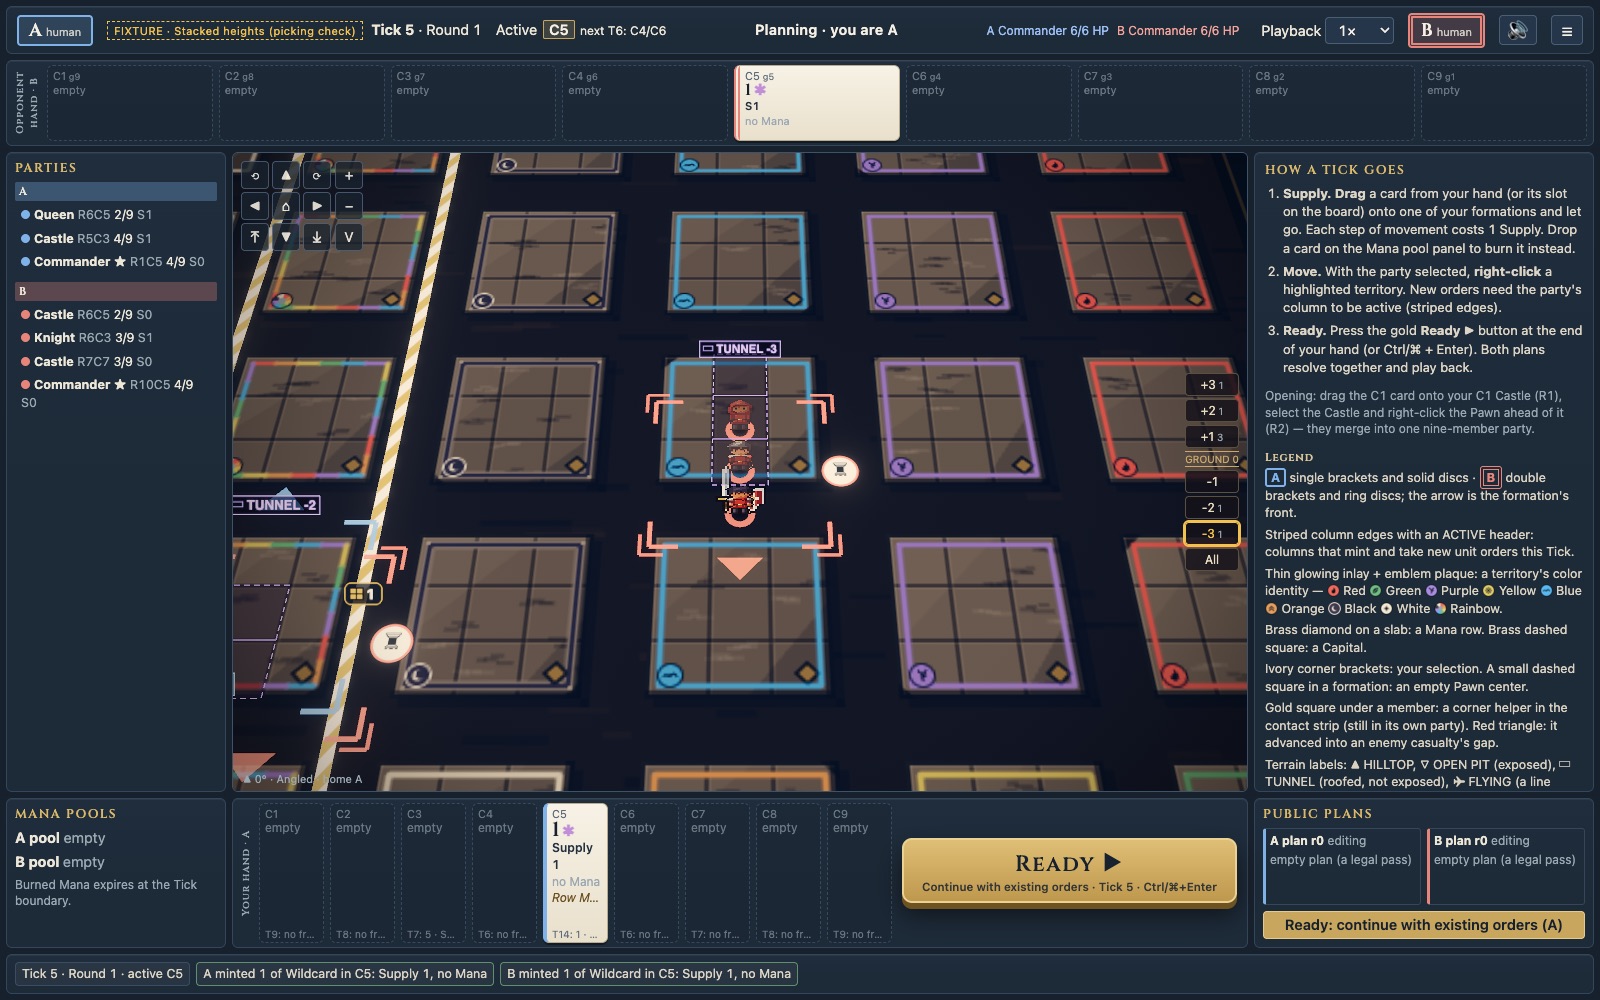 A human
FIXTURE · Stacked heights (picking check)
Tick 5 · Round 1
Active C5 next T6: C4/C6
Planning · you are A
A Commander 6/6 HP B Commander 6/6 HP
Playback 1×
B human
OPPONENT HAND · B
C1 g9
empty
C2 g8
empty
C3 g7
empty
C4 g6
empty
C5 g5
1
S1
no Mana
C6 g4
empty
C7 g3
empty
C8 g2
empty
C9 g1
empty
PARTIES
A
Queen R6C5 2/9 S1
Castle R5C3 4/9 S1
Commander ★ R1C5 4/9 S0
B
Castle R6C5 2/9 S0
Knight R6C3 3/9 S1
Castle R7C7 3/9 S0
Commander ★ R10C5 4/9
S0
V
TUNNEL -3
TUNNEL -2
1
+3 1
+2 1
+1 3
GROUND 0
-1
-2 1
-3 1
All
▲ 0° · Angled · Home A
HOW A TICK GOES
1. Supply. Drag a card from your hand (or its slot
on the board) onto one of your formations and let
go. Each step of movement costs 1 Supply. Drop
a card on the Mana pool panel to burn it instead.
2. Move. With the party selected, right-click a
highlighted territory. New orders need the party's
column to be active (striped edges).
3. Ready. Press the gold Ready ▶ button at the end
of your hand (or Ctrl/⌘ + Enter). Both plans
resolve together and play back.
Opening: drag the C1 card onto your C1 Castle (R1),
select the Castle and right-click the Pawn ahead of it
(R2) — they merge into one nine-member party.
LEGEND
A single brackets and solid discs · B double
brackets and ring discs; the arrow is the formation's
front.
Striped column edges with an ACTIVE header:
columns that mint and take new unit orders this Tick.
Thin glowing inlay + emblem plaque: a territory's color
identity — Red Green Purple Yellow Blue
Orange Black White Rainbow.
Brass diamond on a slab: a Mana row. Brass dashed
square: a Capital.
Ivory corner brackets: your selection. A small dashed
square in a formation: an empty Pawn center.
Gold square under a member: a corner helper in the
contact strip (still in its own party). Red triangle: it
advanced into an enemy casualty's gap.
Terrain labels: ▲ HILLTOP, ▽ OPEN PIT (exposed), ▭
TUNNEL (roofed, not exposed), ✈ FLYING (a line
MANA POOLS
A pool empty
B pool empty
Burned Mana expires at the Tick
boundary.
YOUR HAND · A
C1
empty
T9: no fr...
C2
empty
T8: no fr...
C3
empty
T7: 5 · S...
C4
empty
T6: no fr...
C5
1
Supply
1
no Mana
Row M...
T14: 1 · ...
C6
empty
T6: no fr...
C7
empty
T7: no fr...
C8
empty
T8: no fr...
C9
empty
T9: no fr...
READY ▶
Continue with existing orders · Tick 5 · Ctrl/⌘+Enter
PUBLIC PLANS
A plan r0 editing
empty plan (a legal pass)
B plan r0 editing
empty plan (a legal pass)
Ready: continue with existing orders (A)
Tick 5 · Round 1 · active C5
A minted 1 of Wildcard in C5: Supply 1, no Mana
B minted 1 of Wildcard in C5: Supply 1, no Mana